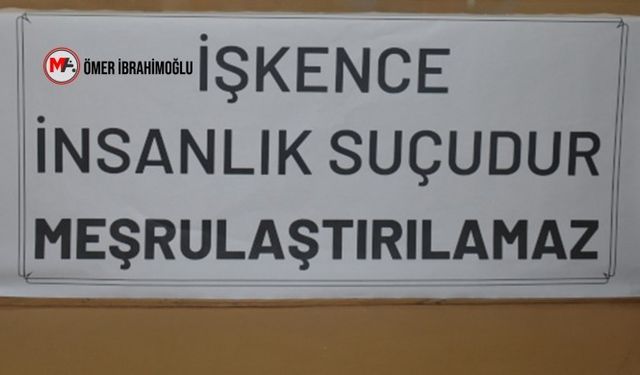 ÖMER İBRAHİMOĞLU
İŞKENCE
İNSANLIK SUÇUDUR
MEŞRULAŞTIRILAMAZ